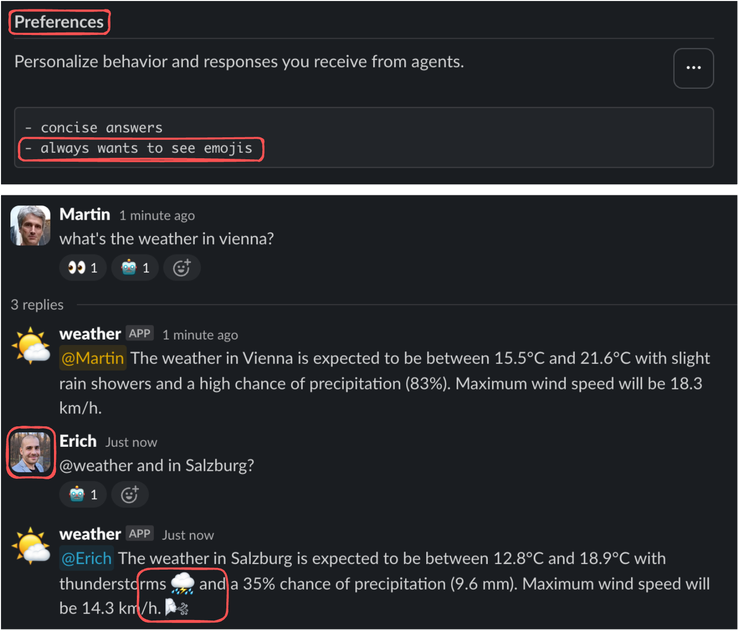 Preferences
Personalize behavior and responses you receive from agents.
...
- concise answers
- always wants to see emojis
Martin 1 minute ago
what's the weather in vienna?
👀 1 🤖 1
3 replies
weather APP 1 minute ago
@Martin The weather in Vienna is expected to be between 15.5°C and 21.6°C with slight
rain showers and a high chance of precipitation (83%). Maximum wind speed will be 18.3
km/h.
Erich Just now
@weather and in Salzburg?
🤖 1
weather APP Just now
@Erich The weather in Salzburg is expected to be between 12.8°C and 18.9°C with
thunderstorms ⛈️ and a 35% chance of precipitation (9.6 mm). Maximum wind speed will
be 14.3 km/h. 🌬️